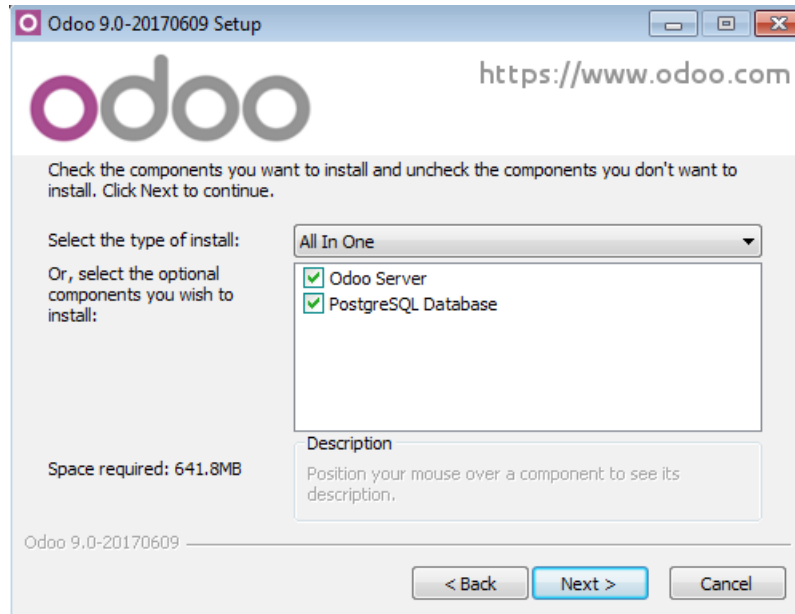 Odoo 9.0-20170609 Setup
odoo
https://www.odoo.com
Check the components you want to install and uncheck the components you don't want to
install. Click Next to continue.
Select the type of install:
All In One
Or, select the optional
components you wish to
install:
Odoo Server
PostgreSQL Database
Space required: 641.8MB
Description
Position your mouse over a component to see its
description.
Odoo 9.0-20170609
< Back
Next >
Cancel